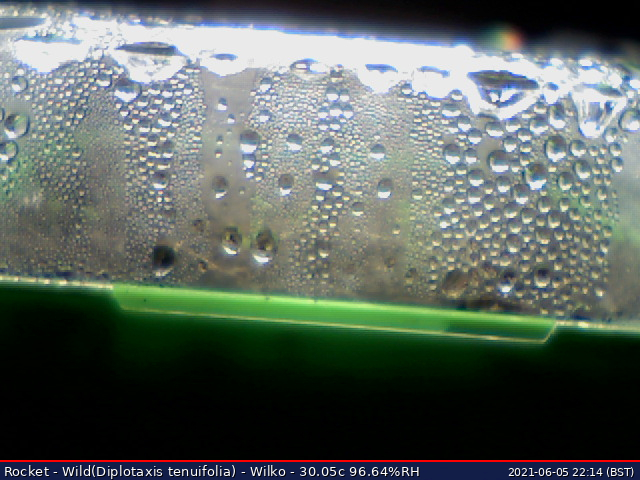 Rocket - Wild(Diplotaxis tenuifolia) - Wilko - 30.05c 96.64%RH
2021-06-05 22:14 (BST)